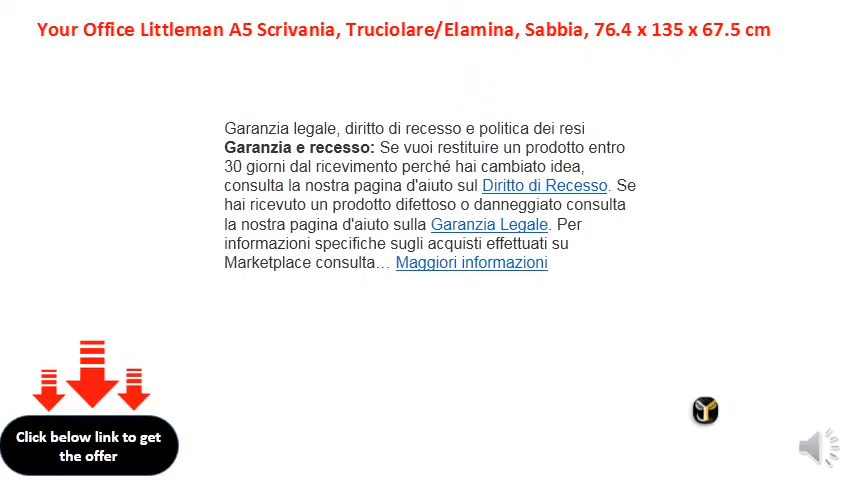 Your Office Littleman A5 Scrivania, Truciolare/Elamina, Sabbia, 76.4 x 135 x 67.5 cm
Garanzia legale, diritto di recesso e politica dei resi
Garanzia e recesso: Se vuoi restituire un prodotto entro
30 giorni dal ricevimento perché hai cambiato idea,
consulta la nostra pagina d'aiuto sul Diritto di Recesso. Se
hai ricevuto un prodotto difettoso o danneggiato consulta
la nostra pagina d'aiuto sulla Garanzia Legale. Per
informazioni specifiche sugli acquisti effettuati su
Marketplace consulta… Maggiori informazioni
Click below link to get
the offer